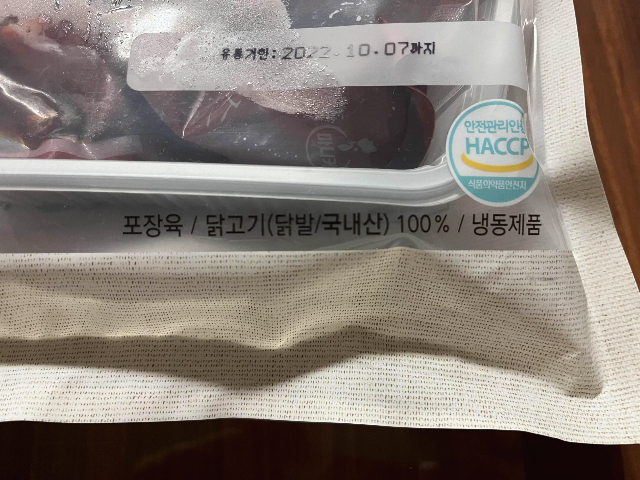 유통기한: 2022.10.07까지
안전관리인증
HACCP
식품의약품안전처
포장육 / 닭고기(닭발/국내산) 100% / 냉동제품